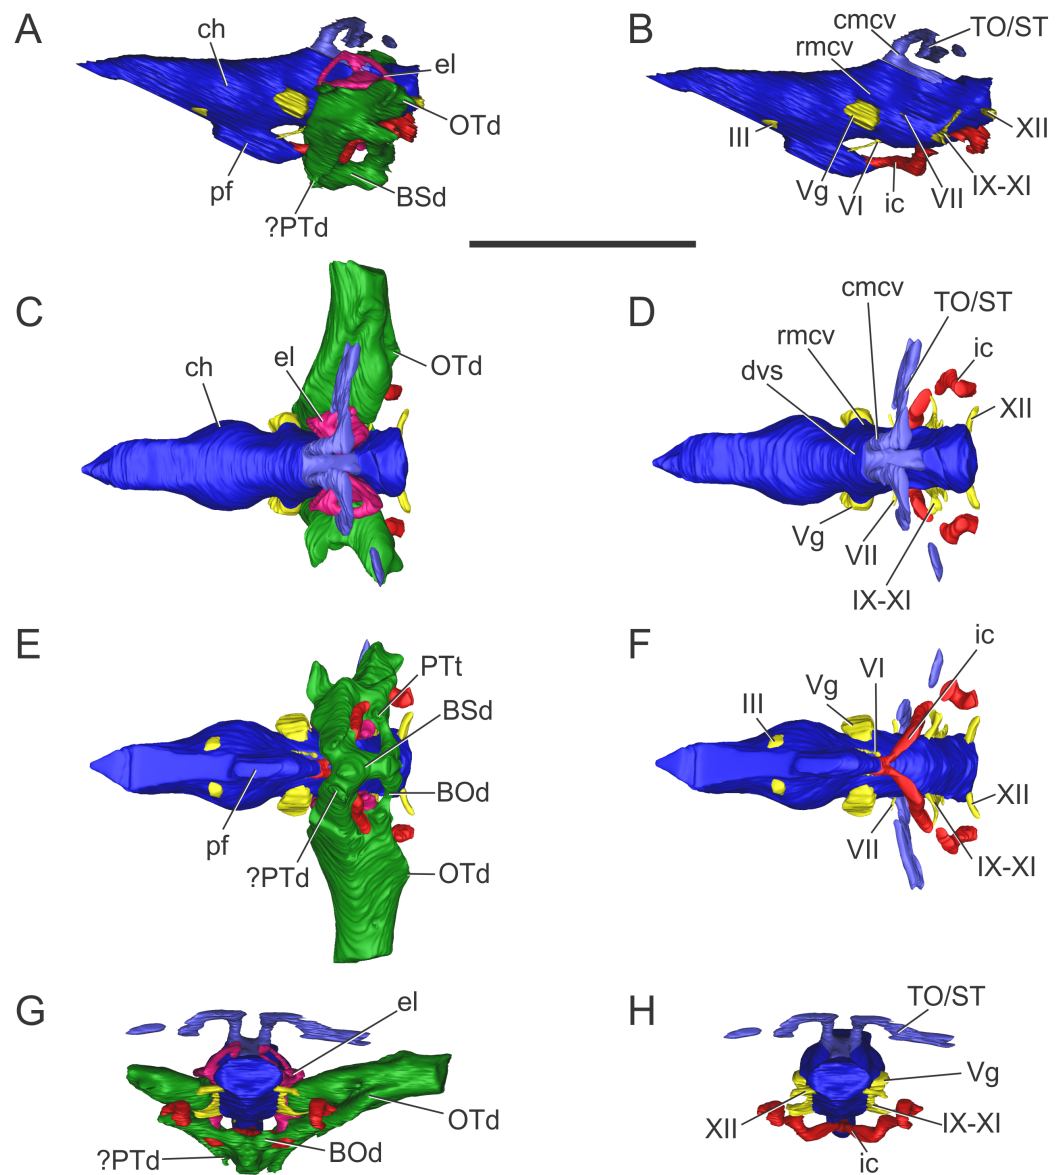 A
ch
el
OTd
pf
BSd
?PTd
B
cmcv
TO/ST
rmcv
III
XII
Vg
VI
ic
VII
IX-XI
C
OTd
el
ch
D
cmcv
TO/ST
rmcv
ic
dvs
XII
Vg
VII
IX-XI
E
PTt
BSd
BOd
pf
?PTd
OTd
F
ic
VI
Vg
III
XII
VII
IX-XI
G
el
OTd
BOd
?PTd
H
TO/ST
Vg
XII
IX-XI
ic